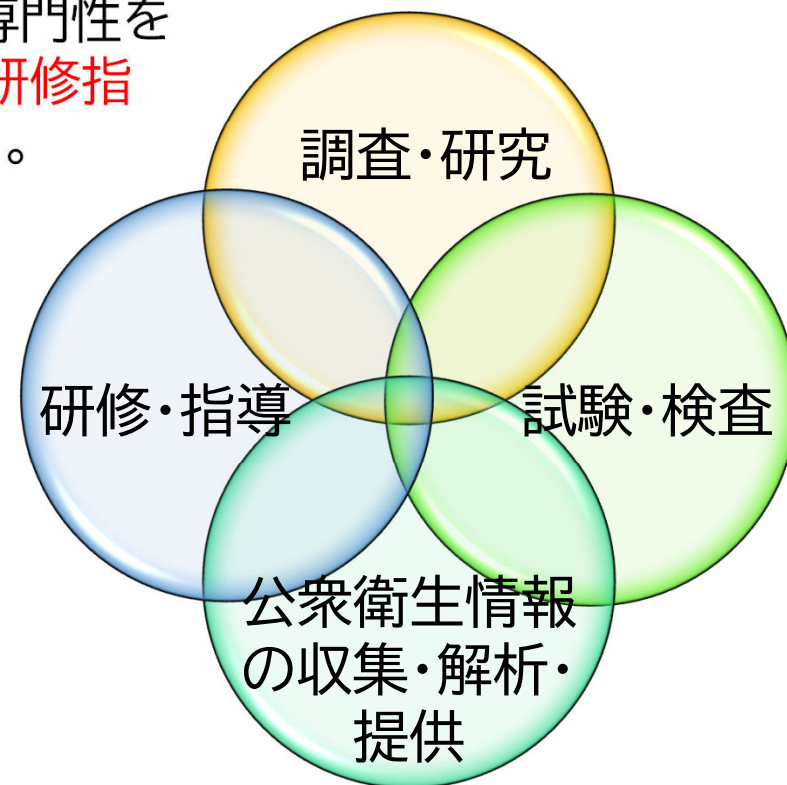 専門性を
研修指
。
調査・研究
研修・指導
試験・検査
公衆衛生情報
の収集・解析・
提供